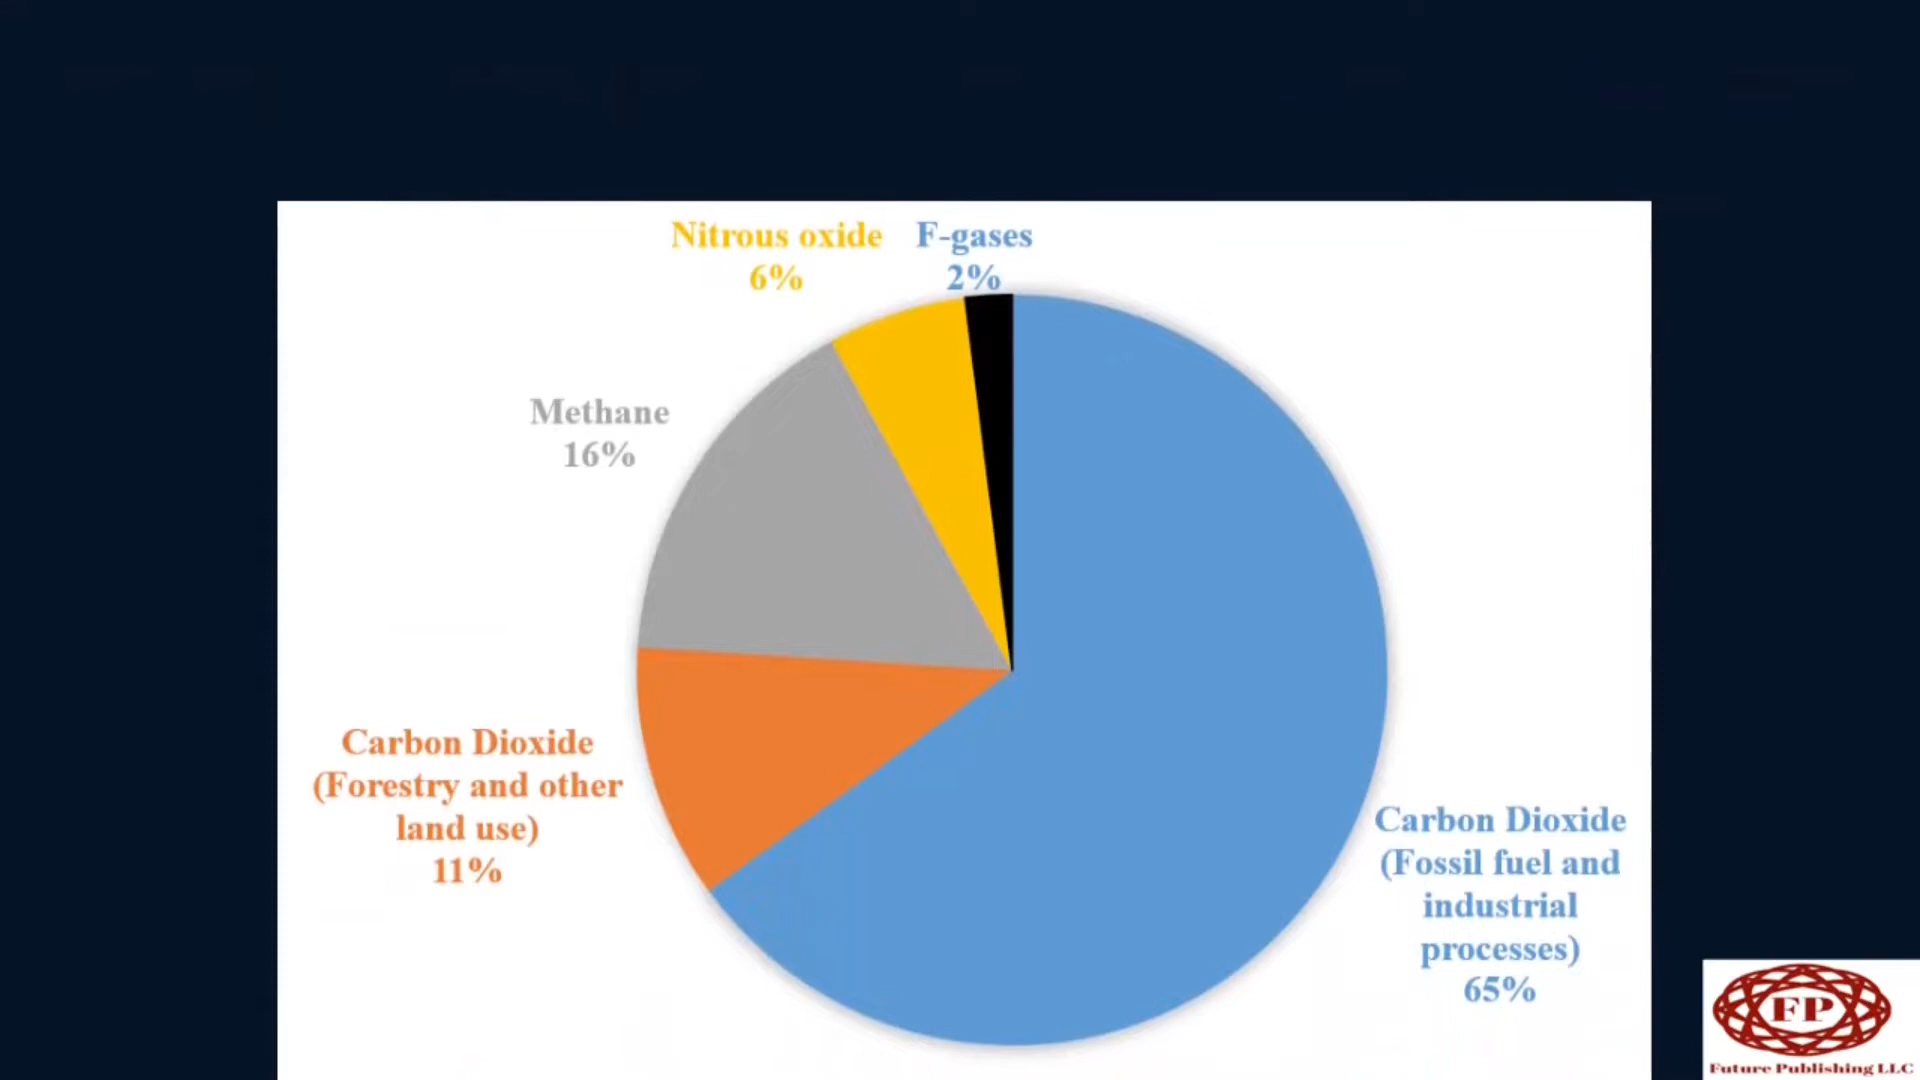 Nitrous oxide
6%
F-gases
2%
Methane
16%
Carbon Dioxide
(Forestry and other
land use)
11%
Carbon Dioxide
(Fossil fuel and
industrial
processes)
65%
FP
Future Publishing LLC